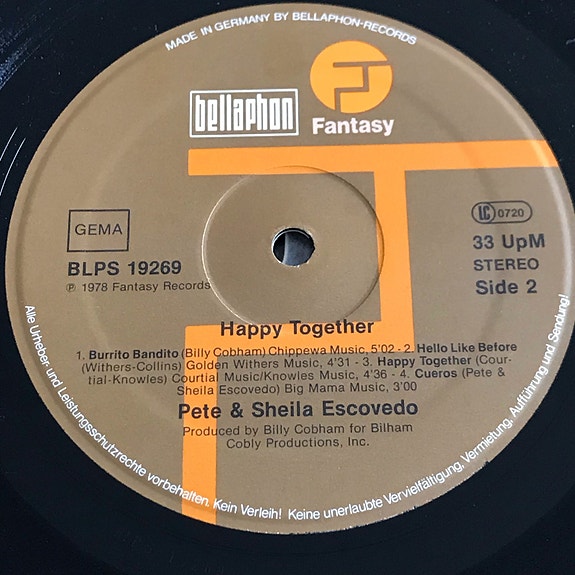 MADE IN GERMANY BY BELLAPHON-RECORDS
bellaphon
Fantasy
GEMA
BLPS 19269
℗ 1978 Fantasy Records
LC 0720
33 UpM
STEREO
Side 2
Happy Together
1. Burrito Bandito (Billy Cobham) Chippewa Music, 5'02 - 2. Hello Like Before
(Withers-Collins) Golden Withers Music, 4'31 - 3. Happy Together (Cour-
tial-Knowles) Courtial Music/Knowles Music, 4'36 - 4. Cueros (Pete &
Sheila Escovedo) Big Mama Music, 3'00
Pete & Sheila Escovedo
Produced by Billy Cobham for Bilham
Cobly Productions, Inc.
Alle Urheber und Leistungsschutzrechte vorbehalten. Kein Verleih! Keine unerlaubte Vervielfältigung, Vermietung, Aufführung und Sendung!